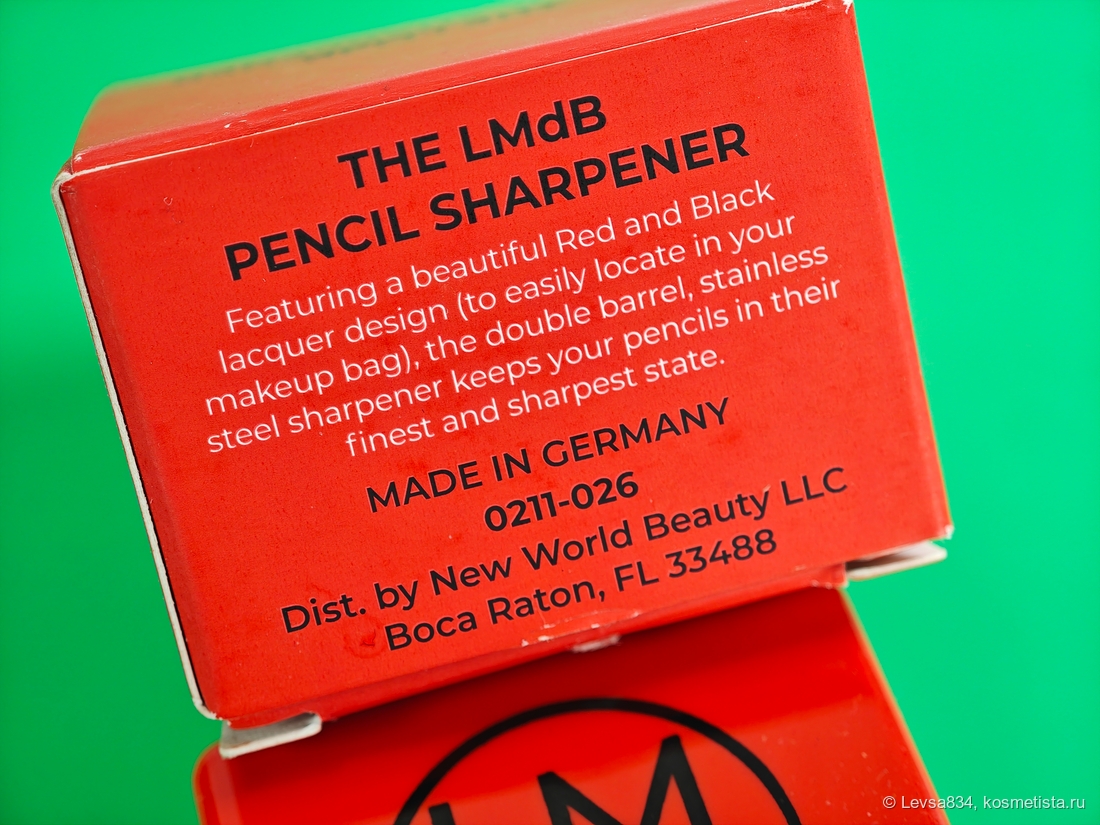 THE LMdB
PENCIL SHARPENER
Featuring a beautiful Red and Black
lacquer design (to easily locate in your
makeup bag), the double barrel, stainless
steel sharpener keeps your pencils in their
finest and sharpest state.
MADE IN GERMANY
0211-026
Dist. by New World Beauty LLC
Boca Raton, FL 33488
LM
© Levsa834, kosmetista.ru